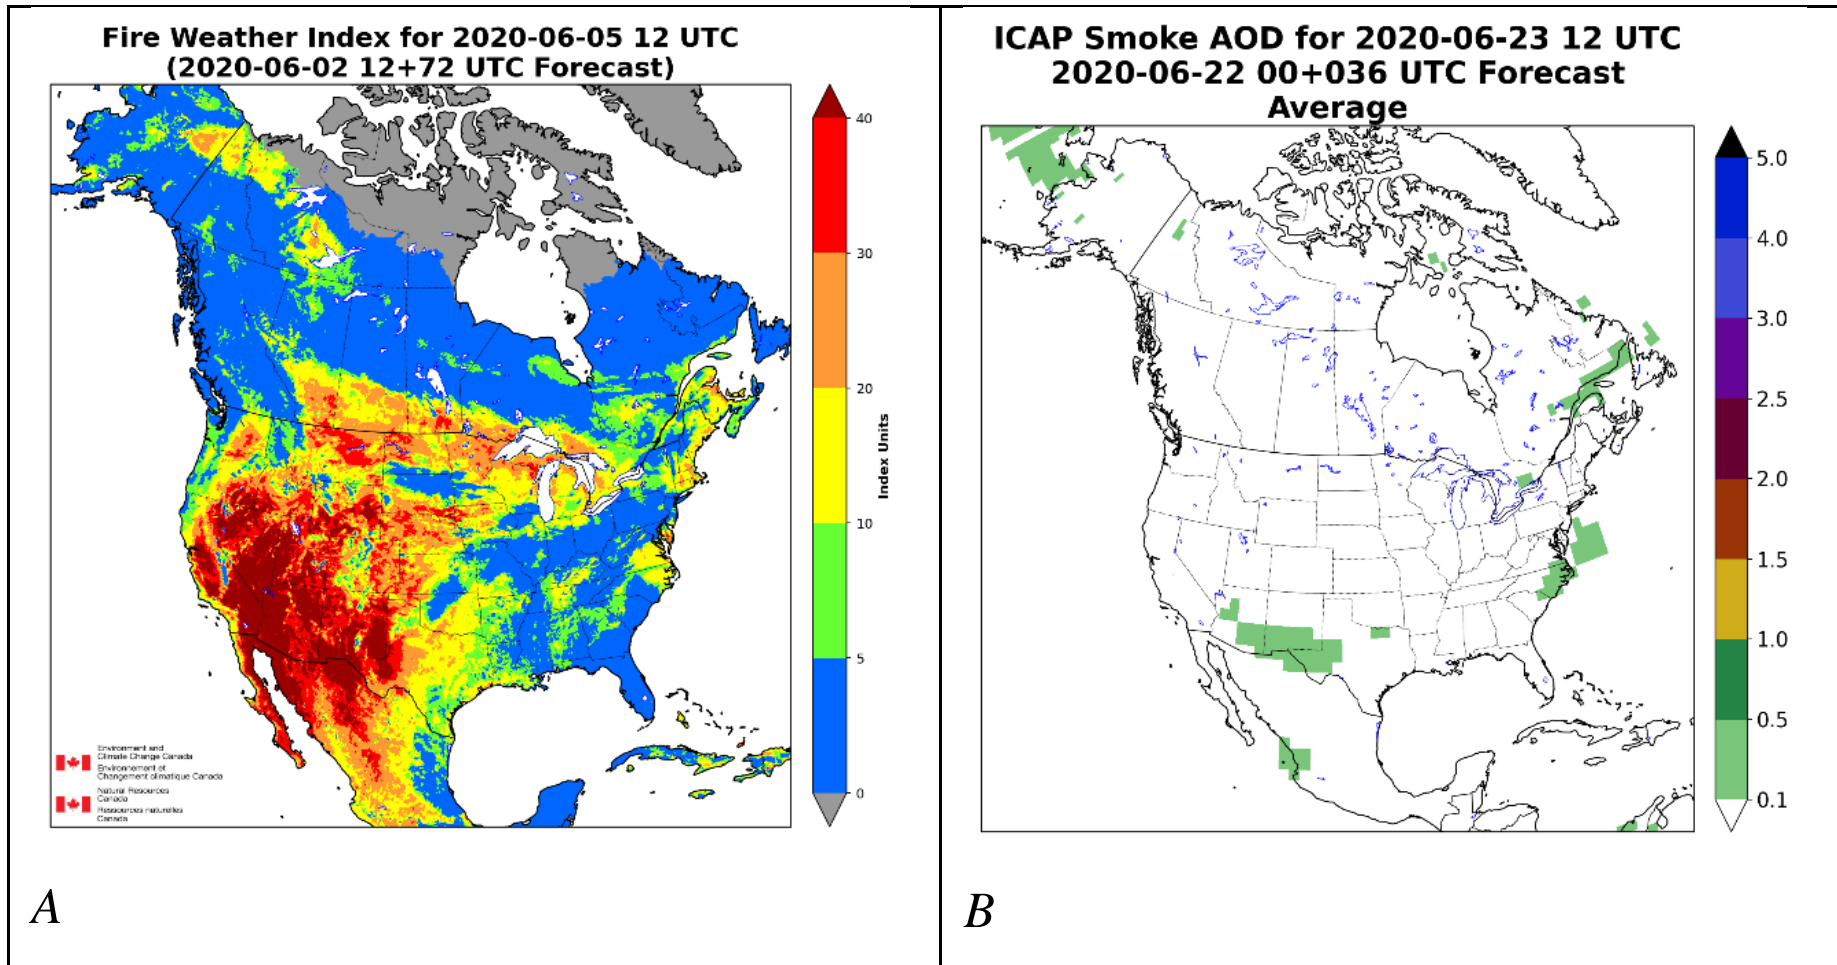 Fire Weather Index for 2020-06-05 12 UTC
(2020-06-02 12+72 UTC Forecast)
40
30
20
10
5
0
Index Units
Environment and
Climate Change Canada
Environnement et
Changement climatique Canada
Natural Resources
Canada
Ressources naturelles
Canada
A
ICAP Smoke AOD for 2020-06-23 12 UTC
2020-06-22 00+036 UTC Forecast
Average
5.0
4.0
3.0
2.5
2.0
1.5
1.0
0.5
0.1
B